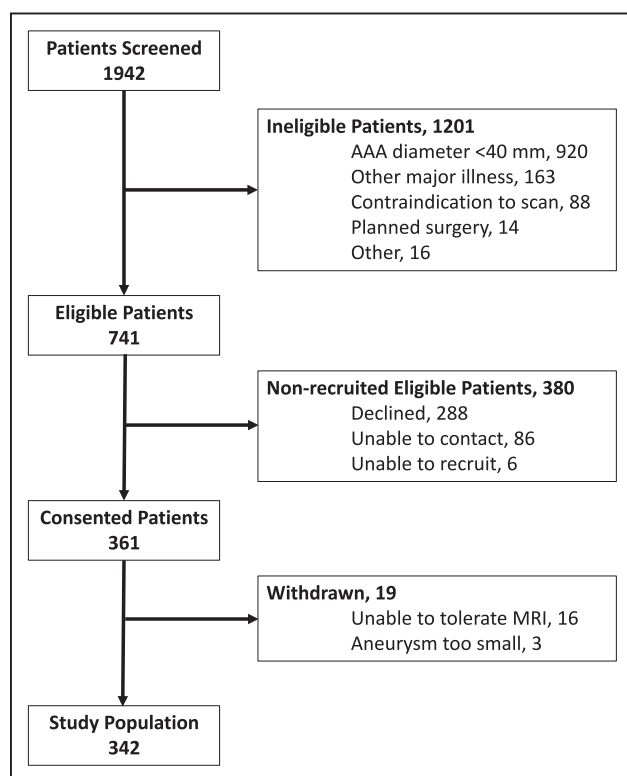 Patients Screened
1942
Ineligible Patients, 1201
AAA diameter <40 mm, 920
Other major illness, 163
Contraindication to scan, 88
Planned surgery, 14
Other, 16
Eligible Patients
741
Non-recruited Eligible Patients, 380
Declined, 288
Unable to contact, 86
Unable to recruit, 6
Consented Patients
361
Withdrawn, 19
Unable to tolerate MRI, 16
Aneurysm too small, 3
Study Population
342